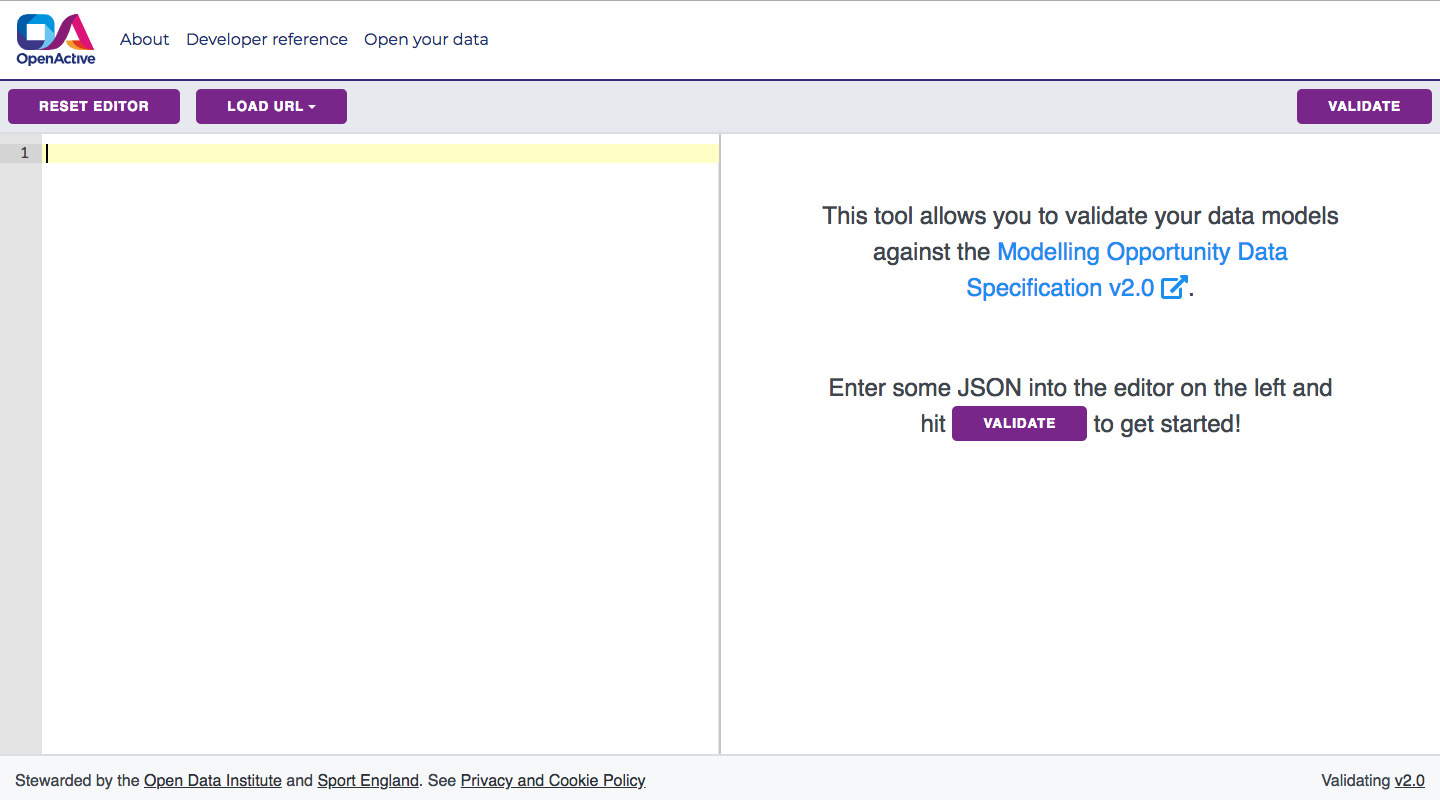 OpenActive
About Developer reference Open your data
RESET EDITOR LOAD URL VALIDATE
1
This tool allows you to validate your data models
against the Modelling Opportunity Data
Specification v2.0.
Enter some JSON into the editor on the left and
hit VALIDATE to get started!
Stewarded by the Open Data Institute and Sport England. See Privacy and Cookie Policy
Validating v2.0